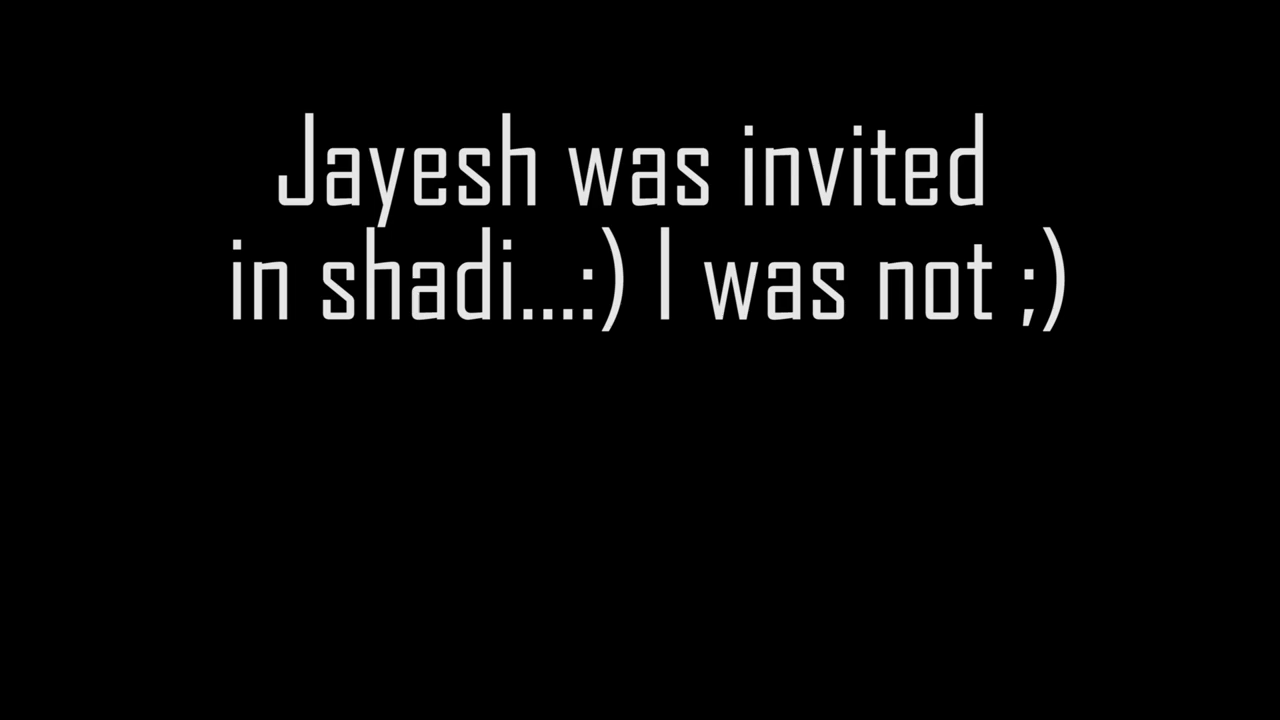 Jayesh was invited
in shadi...:) I was not ;)